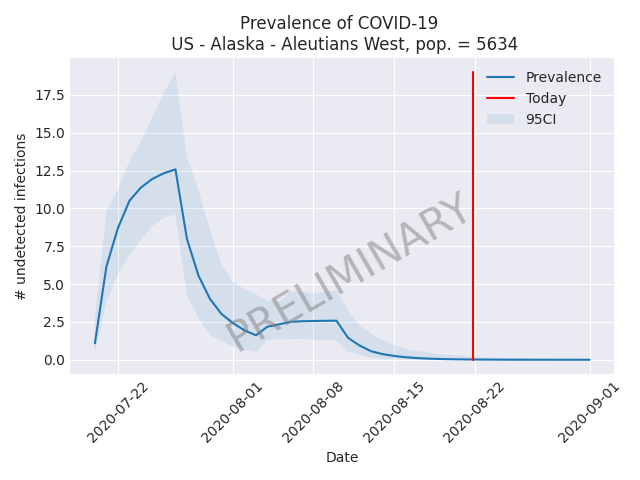 Prevalence of COVID-19
US - Alaska - Aleutians West, pop. = 5634
Prevalence
Today
95CI
17.5
15.0
12.5
10.0
7.5
5.0
2.5
0.0
# undetected infections
PRELIMINARY
2020-07-22
2020-08-01
2020-08-08
2020-08-15
2020-08-22
2020-09-01
Date